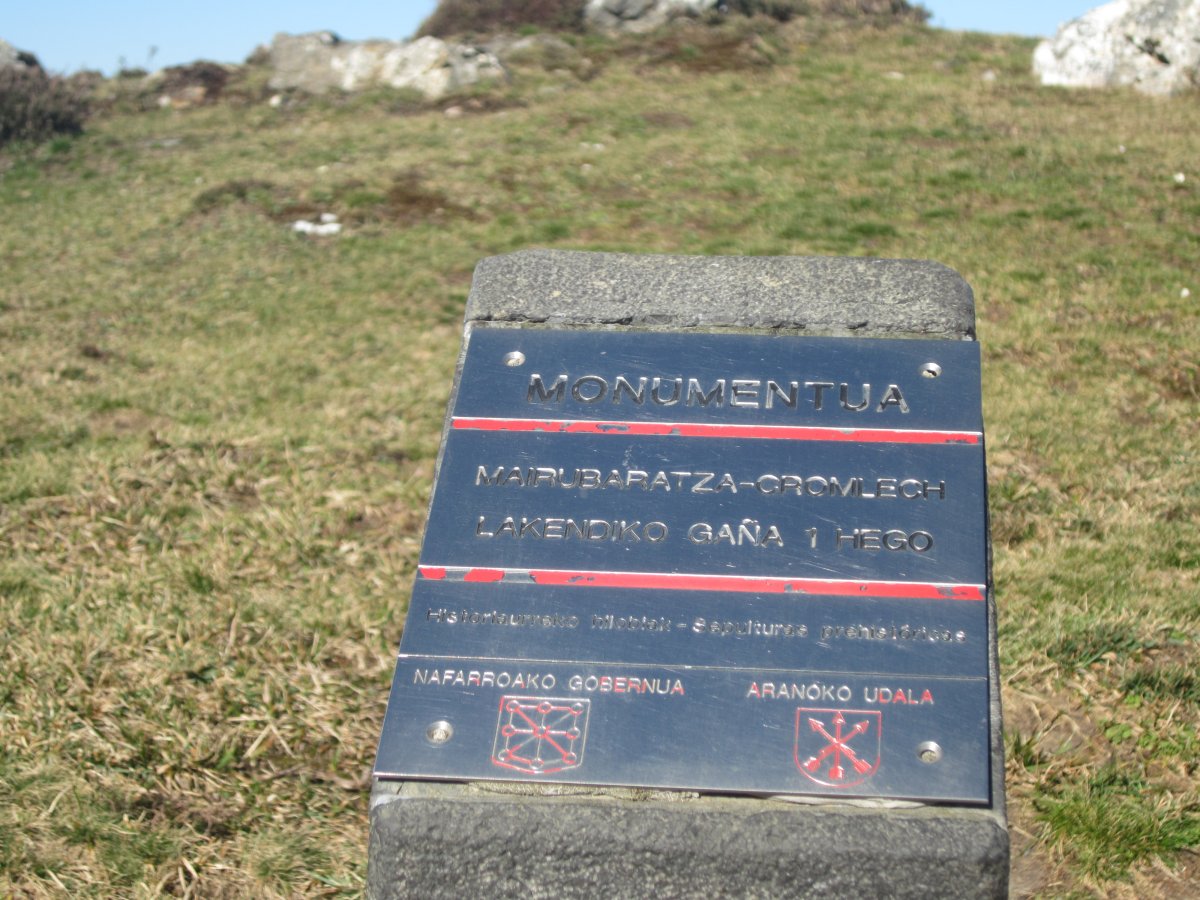 MONUMENTUA
MAIRUBARATZA-CROMLECH
LAKENDIKO GAÑA 1 HEGO
Historiaurreko hilobiak - Sepulturas prehistóricas
NAFARROAKO GOBERNUA ARANOKO UDALA